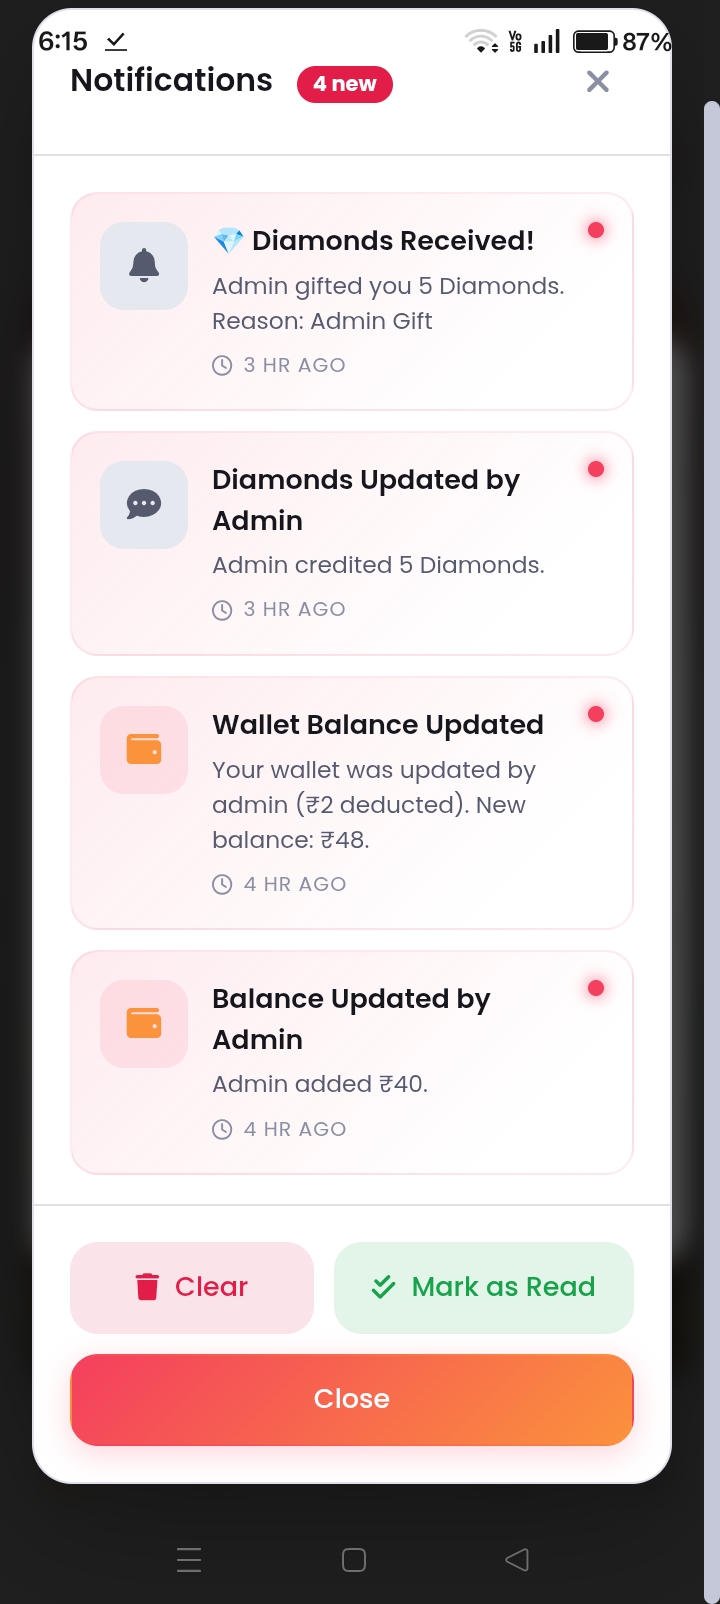 6:15
Vo 5G
87%
Notifications
4 new
💎 Diamonds Received!
Admin gifted you 5 Diamonds.
Reason: Admin Gift
3 HR AGO
Diamonds Updated by
Admin
Admin credited 5 Diamonds.
3 HR AGO
Wallet Balance Updated
Your wallet was updated by
admin (₹2 deducted). New
balance: ₹48.
4 HR AGO
Balance Updated by
Admin
Admin added ₹40.
4 HR AGO
Clear
Mark as Read
Close